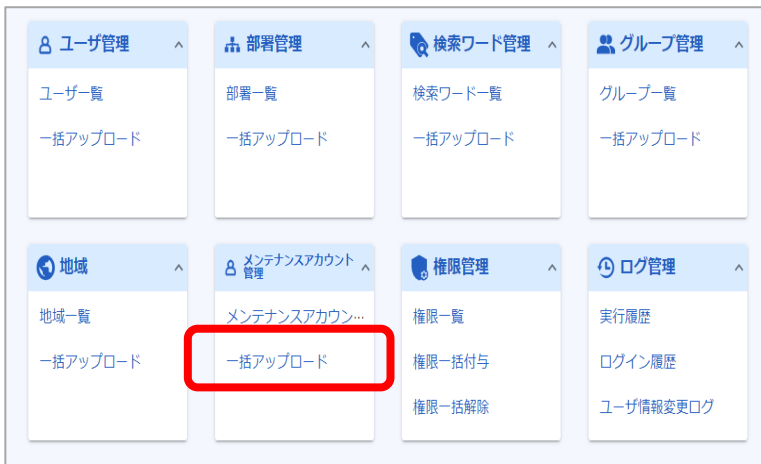 ユーザ管理
ユーザ一覧
一括アップロード
部署管理
部署一覧
一括アップロード
検索ワード管理
検索ワード一覧
一括アップロード
グループ管理
グループ一覧
一括アップロード
地域
地域一覧
一括アップロード
メンテナンスアカウント
管理
メンテナンスアカウン…
一括アップロード
権限管理
権限一覧
権限一括付与
権限一括解除
ログ管理
実行履歴
ログイン履歴
ユーザ情報変更ログ